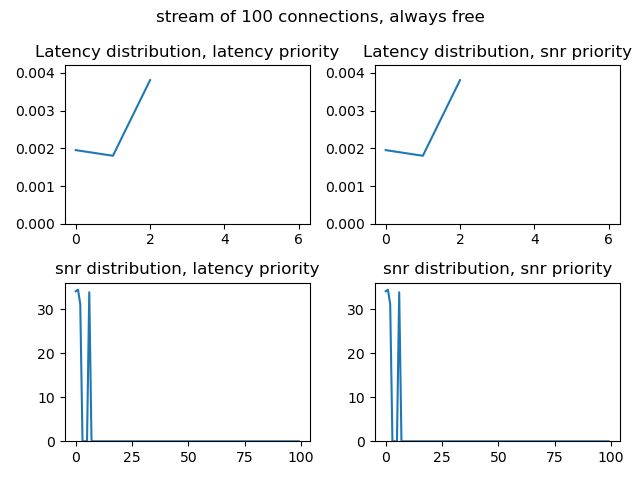 stream of 100 connections, always free
Latency distribution, latency priority
Latency distribution, snr priority
0.004
0.003
0.002
0.001
0.000
0 2 4 6
0.004
0.003
0.002
0.001
0.000
0 2 4 6
snr distribution, latency priority
snr distribution, snr priority
30
20
10
0
0 25 50 75 100
30
20
10
0
0 25 50 75 100